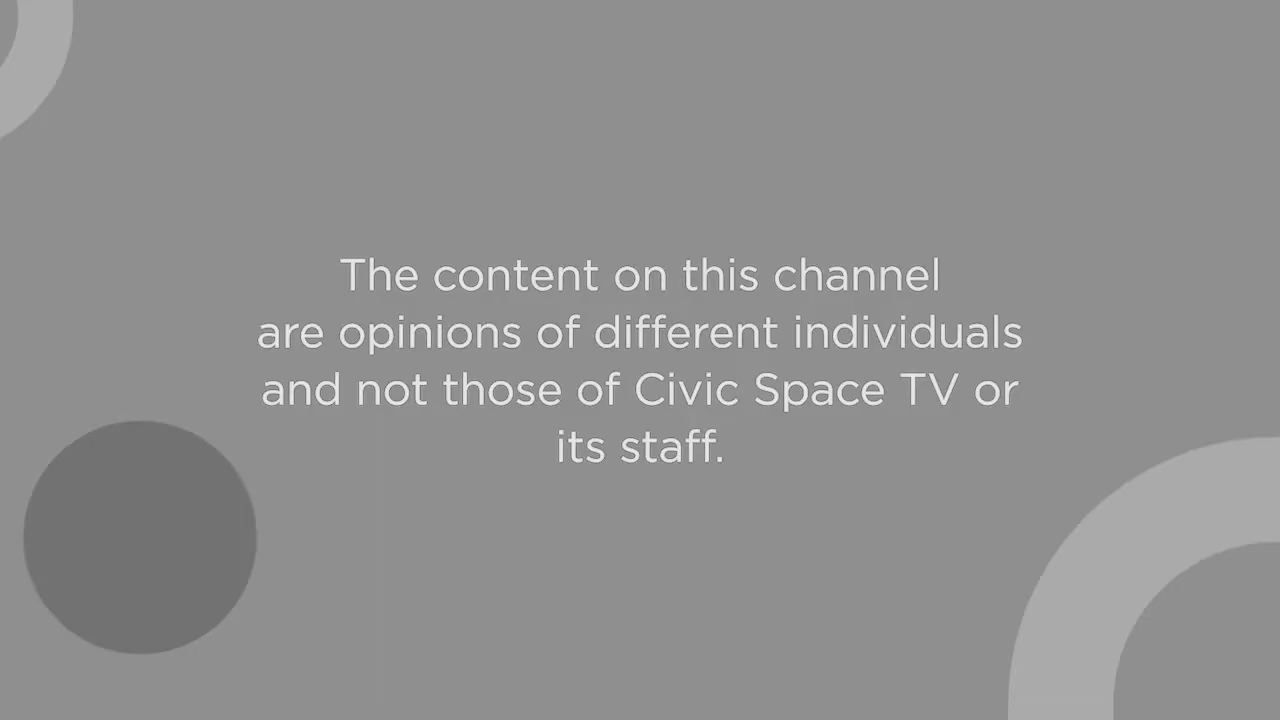 The content on this channel
are opinions of different individuals
and not those of Civic Space TV or
its staff.